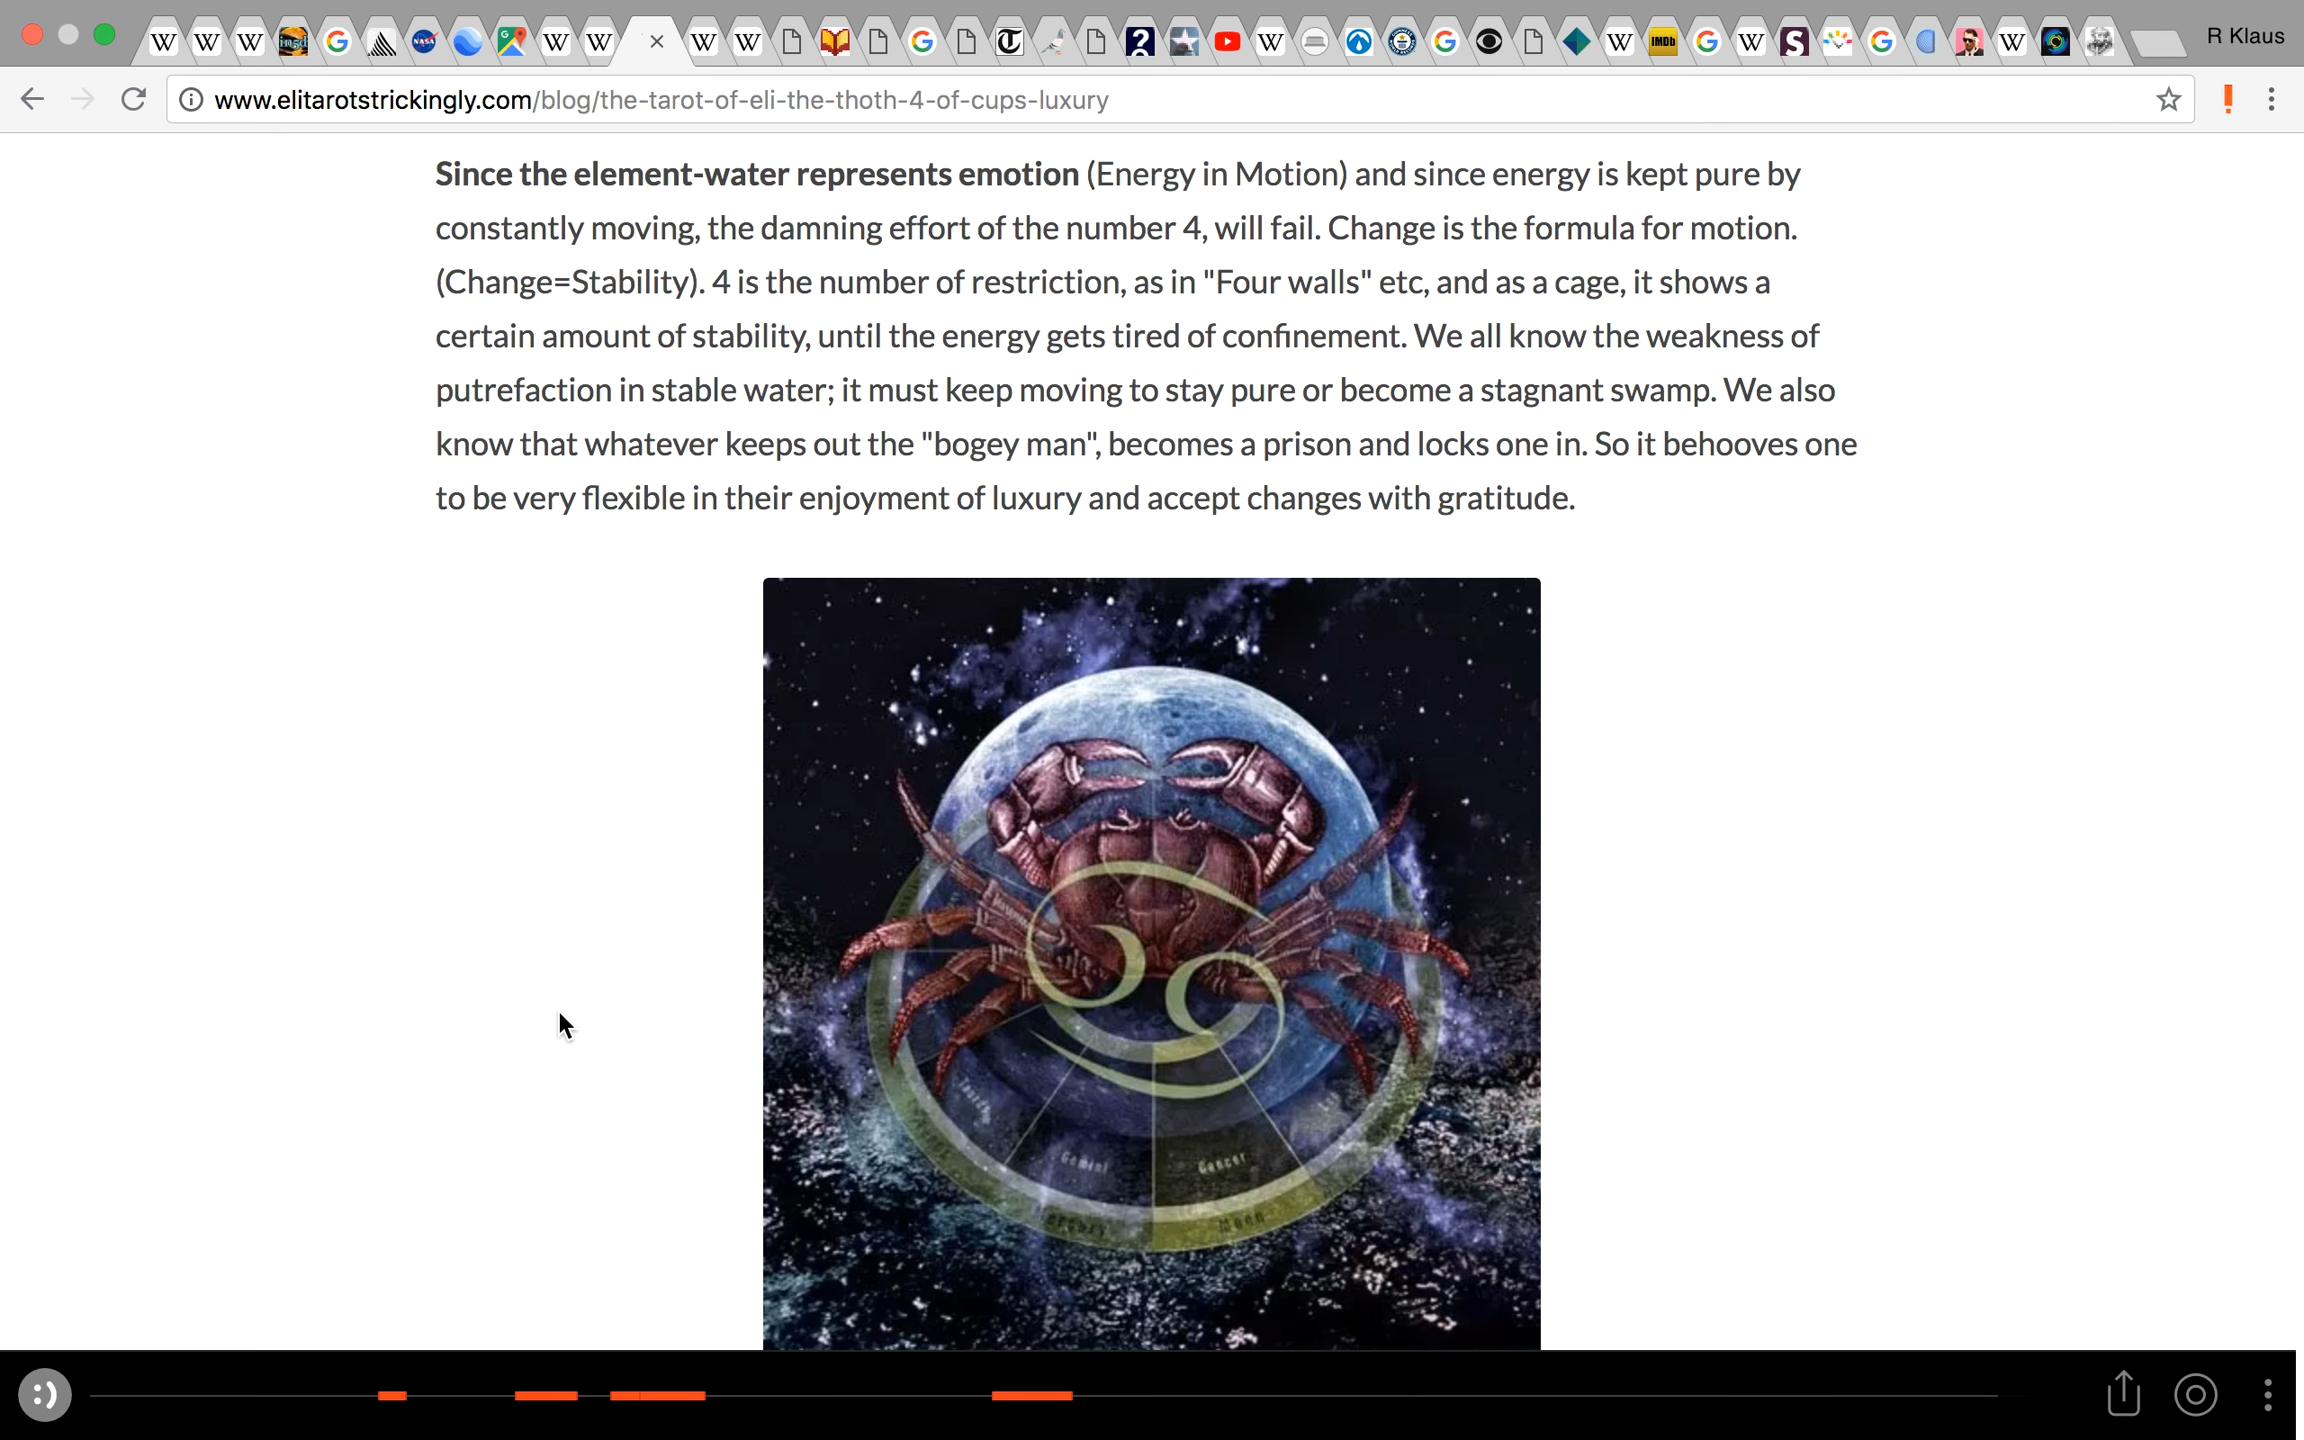 R Klaus
www.elitarotstrickingly.com/blog/the-tarot-of-eli-the-thoth-4-of-cups-luxury
Since the element-water represents emotion (Energy in Motion) and since energy is kept pure by
constantly moving, the damning effort of the number 4, will fail. Change is the formula for motion.
(Change=Stability). 4 is the number of restriction, as in "Four walls" etc, and as a cage, it shows a
certain amount of stability, until the energy gets tired of confinement. We all know the weakness of
putrefaction in stable water; it must keep moving to stay pure or become a stagnant swamp. We also
know that whatever keeps out the "bogey man", becomes a prison and locks one in. So it behooves one
to be very flexible in their enjoyment of luxury and accept changes with gratitude.
Gemini
Cancer
Moon